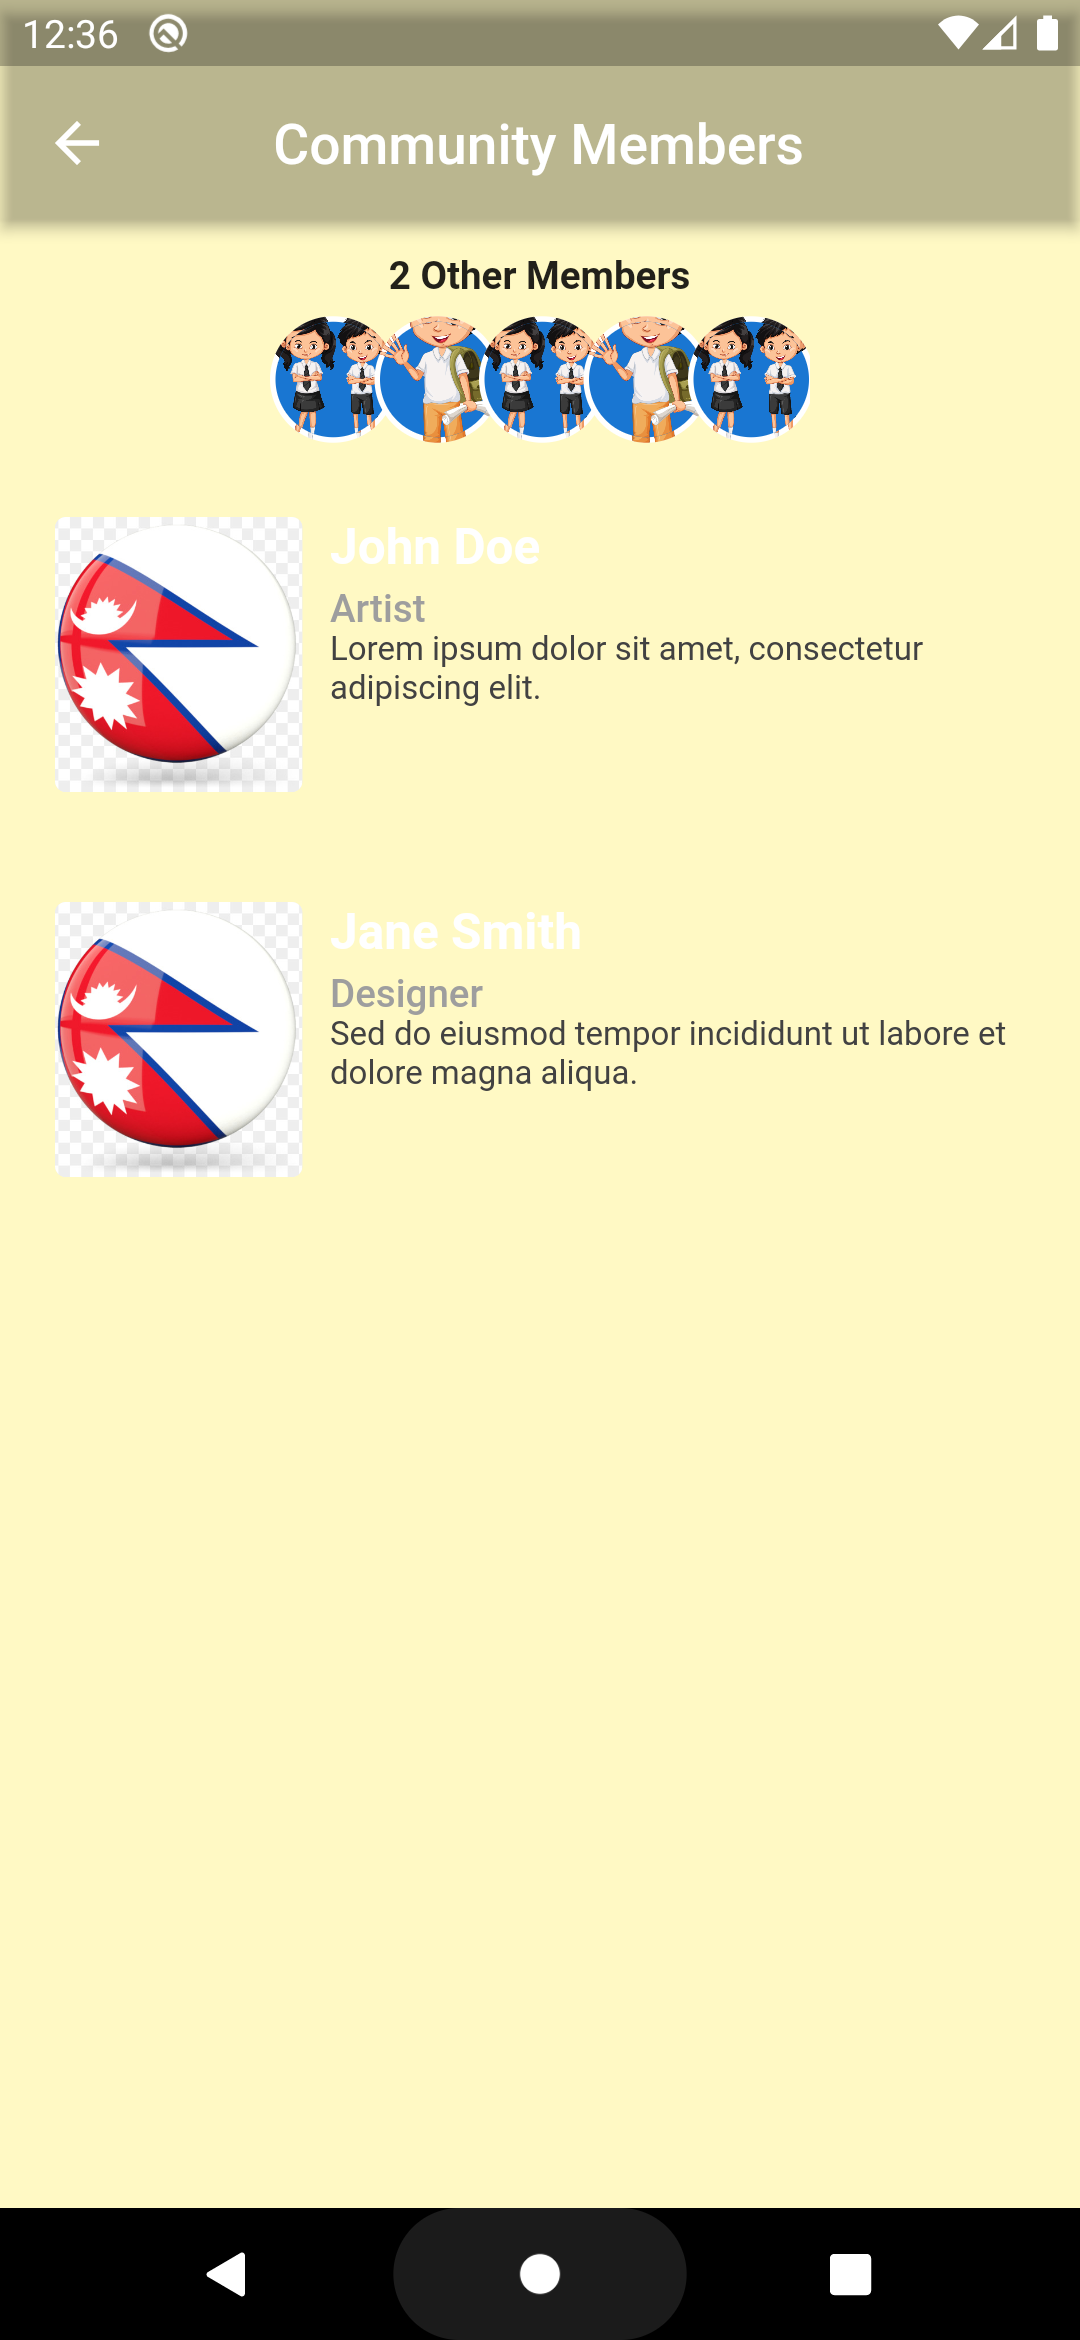 12:36
Community Members
2 Other Members
John Doe
Artist
Lorem ipsum dolor sit amet, consectetur
adipiscing elit.
Jane Smith
Designer
Sed do eiusmod tempor incididunt ut labore et
dolore magna aliqua.